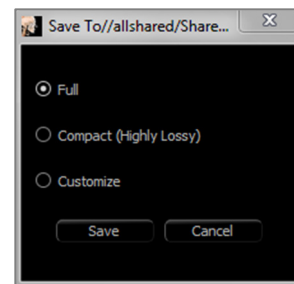 Save To//allshared/Share...
Full
Compact (Highly Lossy)
Customize
Save Cancel